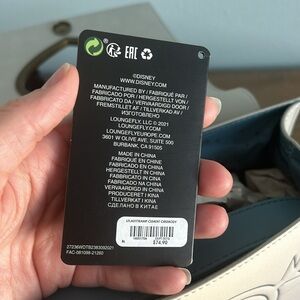 EAC
©DISNEY
WWW.DISNEY.COM
MANUFACTURED BY / FABRIQUÉ PAR /
FABRICADO POR / HERGESTELLT VON /
FABBRICATO DA / VERVAARDIGD DOOR /
FREMSTILLET AF / TILLVERKAD AV /
ИЗГОТОВЛЕНО
LOUNGEFLY, LLC © 2021
LOUNGEFLY.COM
LOUNGEFLYEUROPE.COM
3601 W OLIVE AVE, SUITE 500
BURBANK, CA 91505
MADE IN CHINA
FABRIQUÉ EN CHINE
FABRICADO EN CHINA
HERGESTELLT IN CHINA
FABBRICATO IN CINA
FABRICADO NA CHINA
VERVAARDIGD IN CHINA
PRODUCERET I KINA
TILLVERKAT I KINA
СДЕЛАНО В КИТАЕ
$74.90